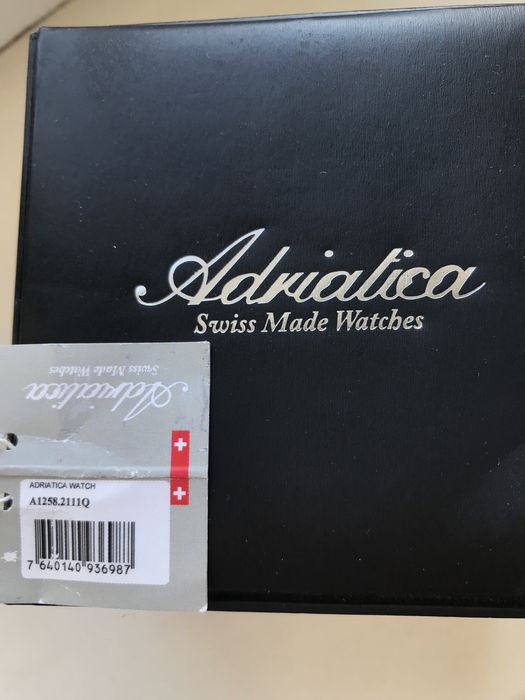 Adriatica
Swiss Made Watches
Adriatica
Swiss Made Watches
ADRIATICA WATCH
A1258.2111Q
7 640140 936987